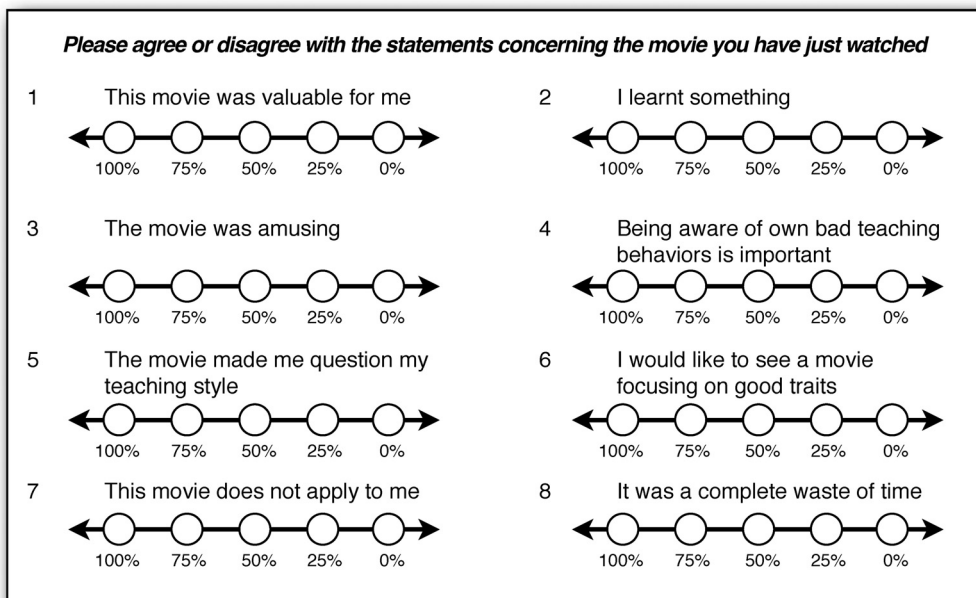 Please agree or disagree with the statements concerning the movie you have just watched
1 This movie was valuable for me
100% 75% 50% 25% 0%
2 I learnt something
100% 75% 50% 25% 0%
3 The movie was amusing
100% 75% 50% 25% 0%
4 Being aware of own bad teaching
behaviors is important
100% 75% 50% 25% 0%
5 The movie made me question my
teaching style
100% 75% 50% 25% 0%
6 I would like to see a movie
focusing on good traits
100% 75% 50% 25% 0%
7 This movie does not apply to me
100% 75% 50% 25% 0%
8 It was a complete waste of time
100% 75% 50% 25% 0%